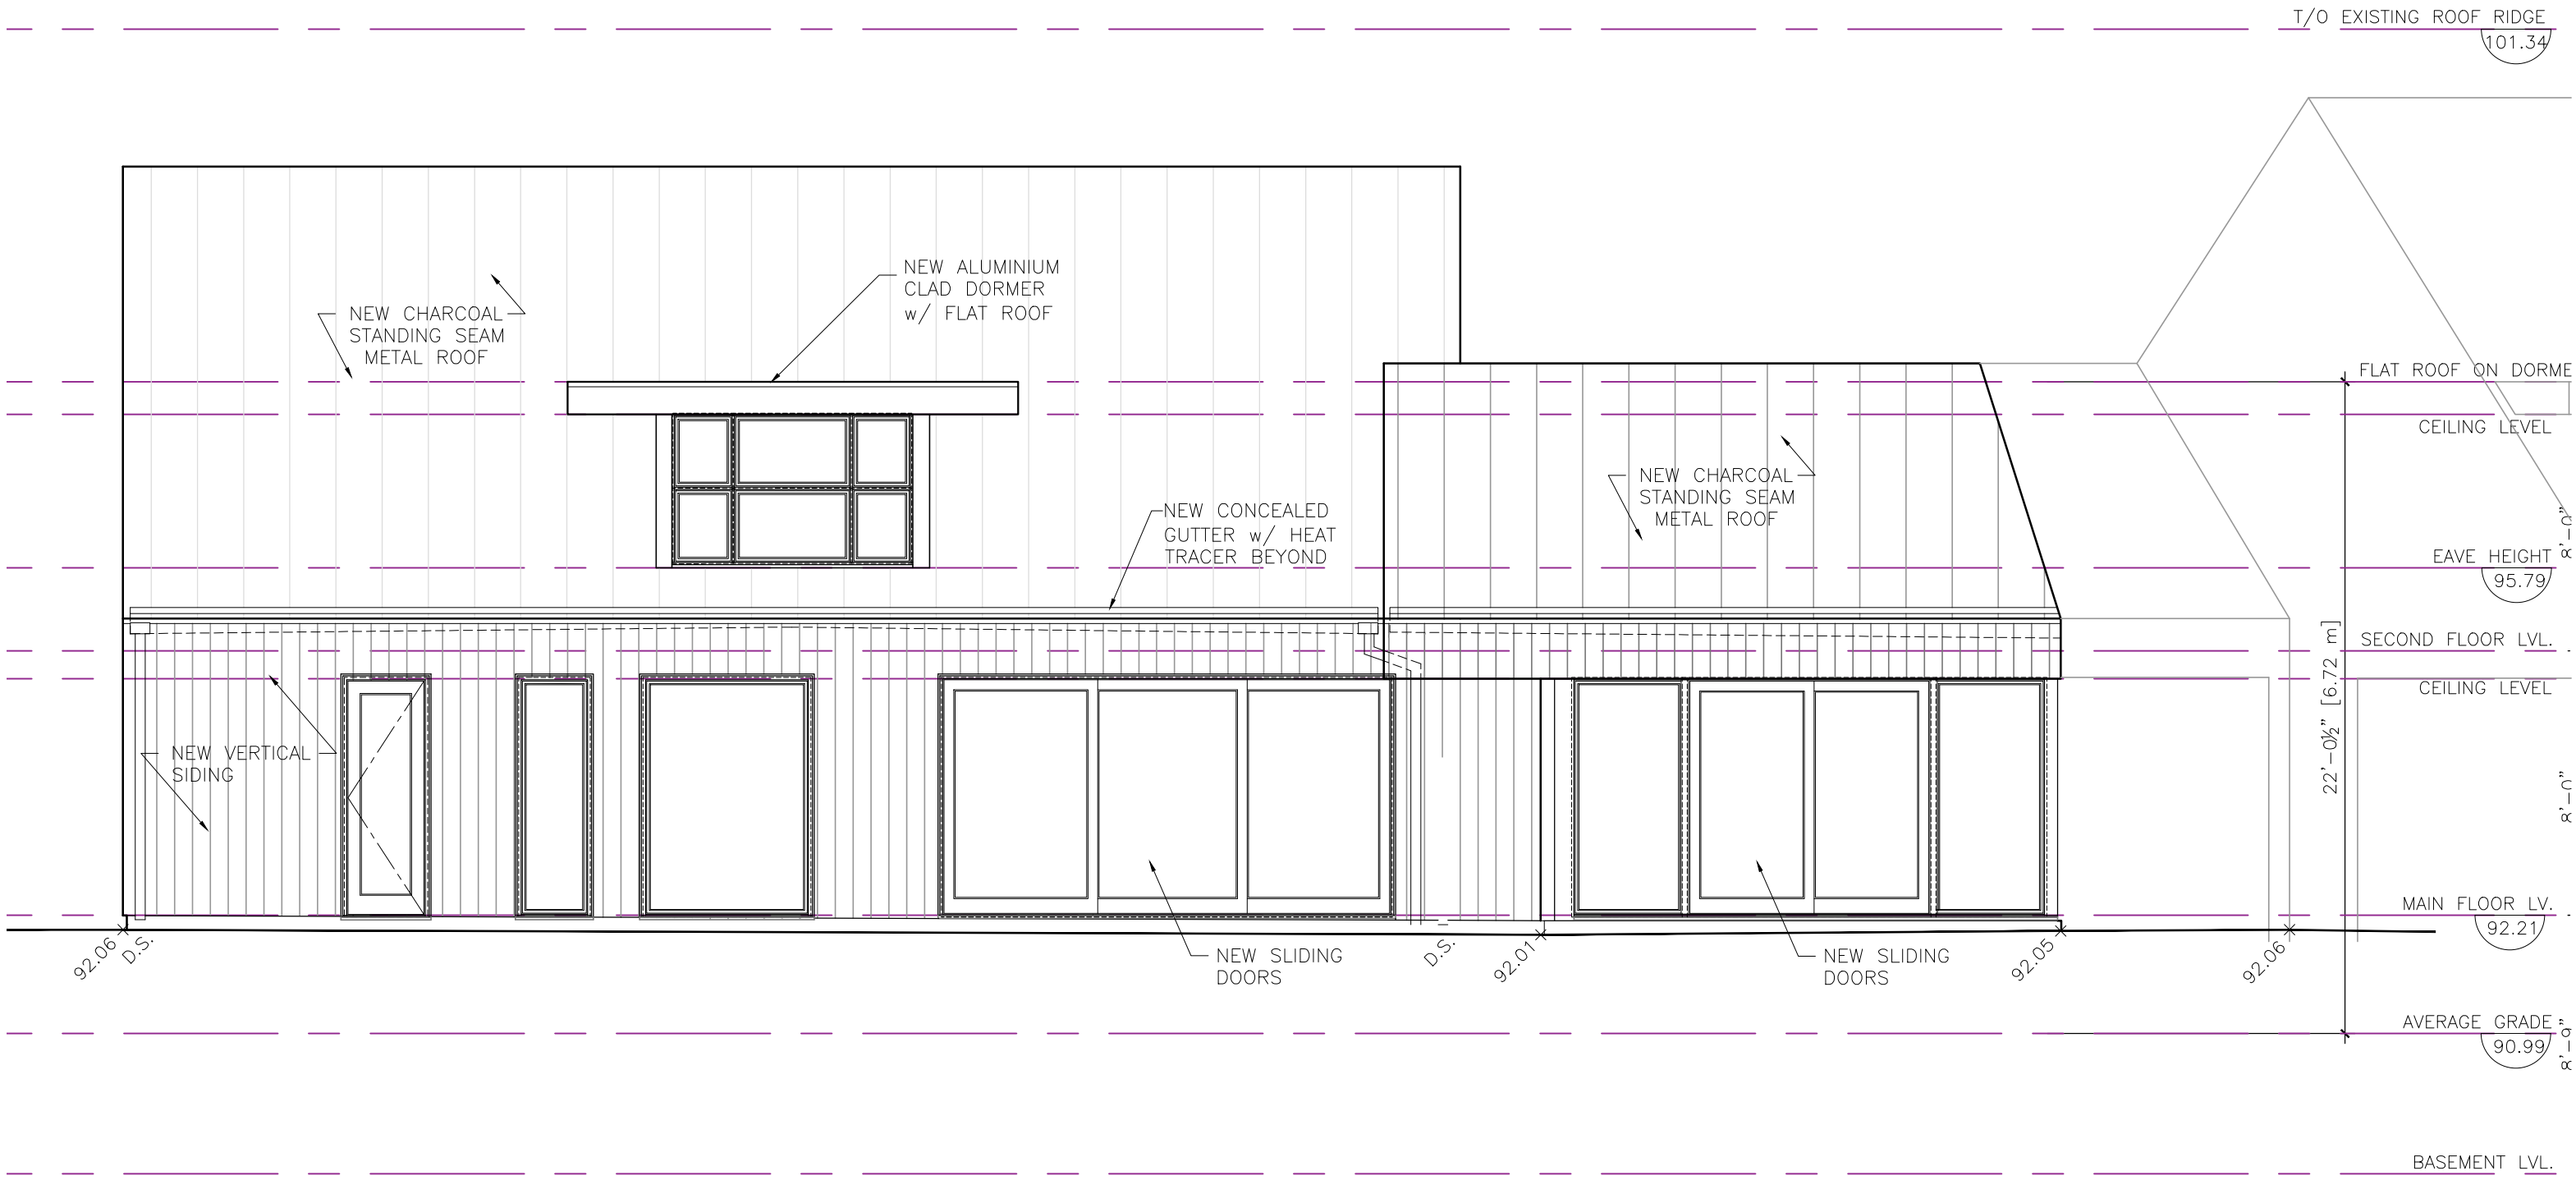 T/O EXISTING ROOF RIDGE
101.34
NEW ALUMINIUM
CLAD DORMER
w/ FLAT ROOF
NEW CHARCOAL
STANDING SEAM
METAL ROOF
FLAT ROOF ON DORME
CEILING LEVEL
NEW CHARCOAL
STANDING SEAM
METAL ROOF
NEW CONCEALED
GUTTER w/ HEAT
TRACER BEYOND
EAVE HEIGHT
95.79
SECOND FLOOR LVL.
CEILING LEVEL
22'-0½" [6.72 m]
NEW VERTICAL
SIDING
MAIN FLOOR LV.
92.21
92.06
D.S.
NEW SLIDING
DOORS
D.S.
92.01
NEW SLIDING
DOORS
92.05
92.06
AVERAGE GRADE
90.99
BASEMENT LVL.